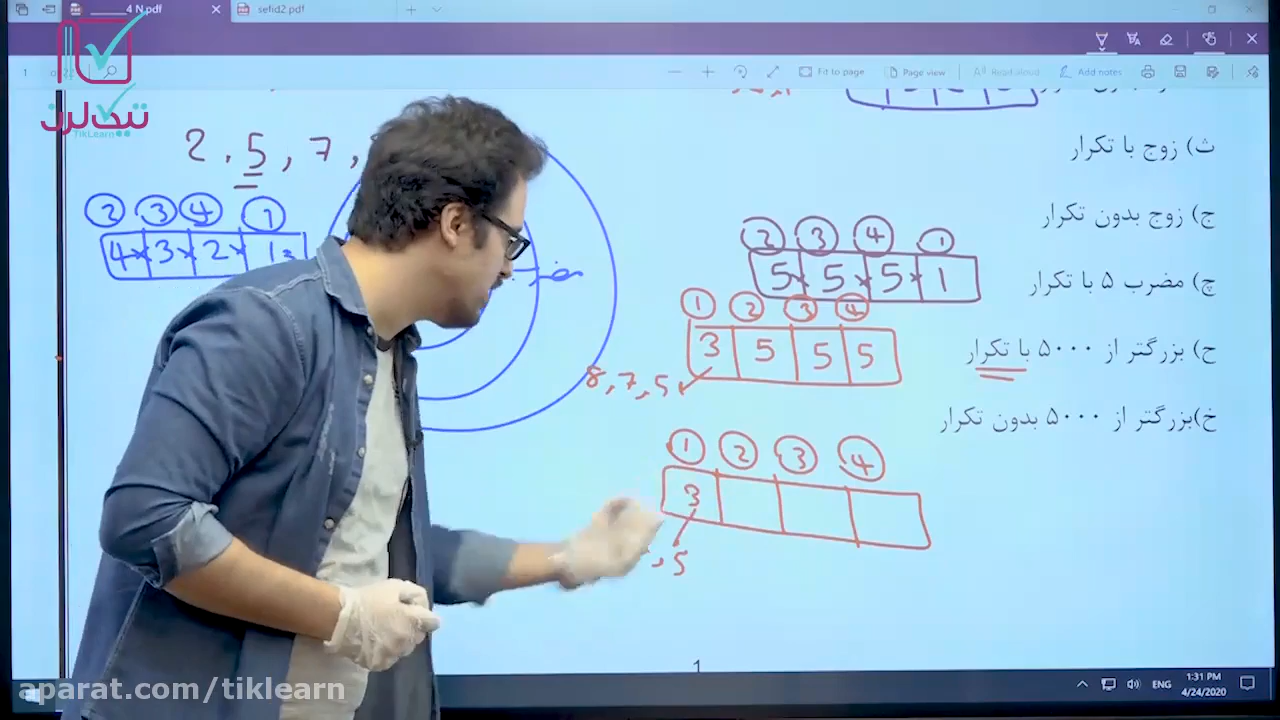 4 N.pdf
sefid2.pdf
Fit to page
Page view
Read aloud
Add notes
تیک‌لرن
TikLearn
2 , 5 , 7 ,
ث) زوج با تکرار
ج) زوج بدون تکرار
② ③ ④ ①
4 × 3 × 2 × 1
② ③ ④ ①
5 × 5 × 5 × 1
چ) مضرب ۵ با تکرار
① ② ③ ④
3 5 5 5
8 , 7 , 5
ح) بزرگتر از ۵۰۰۰ با تکرار
خ)بزرگتر از ۵۰۰۰ بدون تکرار
① ② ③ ④
3
, 5
1
aparat.com/tiklearn
ENG
1:31 PM
4/24/2020